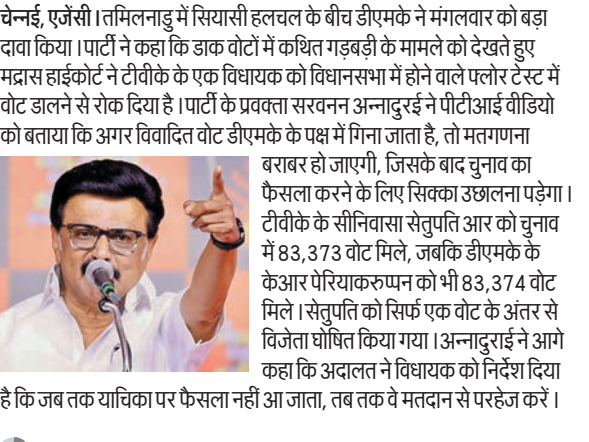 चेन्नई, एजेंसी। तमिलनाडु में सियासी हलचल के बीच डीएमके ने मंगलवार को बड़ा
दावा किया। पार्टी ने कहा कि डाक वोटों में कथित गड़बड़ी के मामले को देखते हुए
मद्रास हाईकोर्ट ने टीवीके के एक विधायक को विधानसभा में होने वाले फ्लोर टेस्ट में
वोट डालने से रोक दिया है। पार्टी के प्रवक्ता सरवनन अन्नादुरई ने पीटीआई वीडियो
को बताया कि अगर विवादित वोट डीएमके के पक्ष में गिना जाता है, तो मतगणना
बराबर हो जाएगी, जिसके बाद चुनाव का
फैसला करने के लिए सिक्का उछालना पड़ेगा।
टीवीके के सीनिवासा सेतुपति आर को चुनाव
में 83,373 वोट मिले, जबकि डीएमके के
केआर पेरियाकरुप्पन को भी 83,374 वोट
मिले। सेतुपति को सिर्फ एक वोट के अंतर से
विजेता घोषित किया गया। अन्नादुराई ने आगे
कहा कि अदालत ने विधायक को निर्देश दिया
है कि जब तक याचिका पर फैसला नहीं आ जाता, तब तक वे मतदान से परहेज करें।